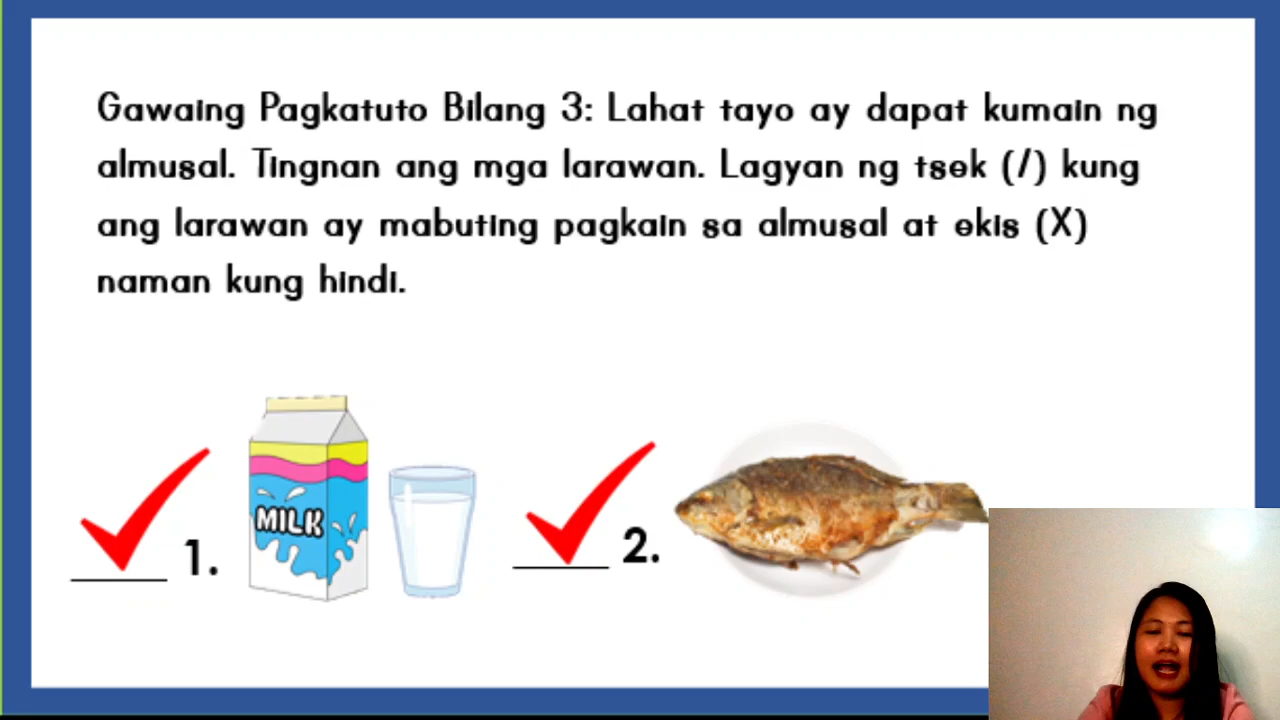 Gawaing Pagkatuto Bilang 3: Lahat tayo ay dapat kumain ng
almusal. Tingnan ang mga larawan. Lagyan ng tsek (/) kung
ang larawan ay mabuting pagkain sa almusal at ekis (X)
naman kung hindi.
MILK
1.
2.